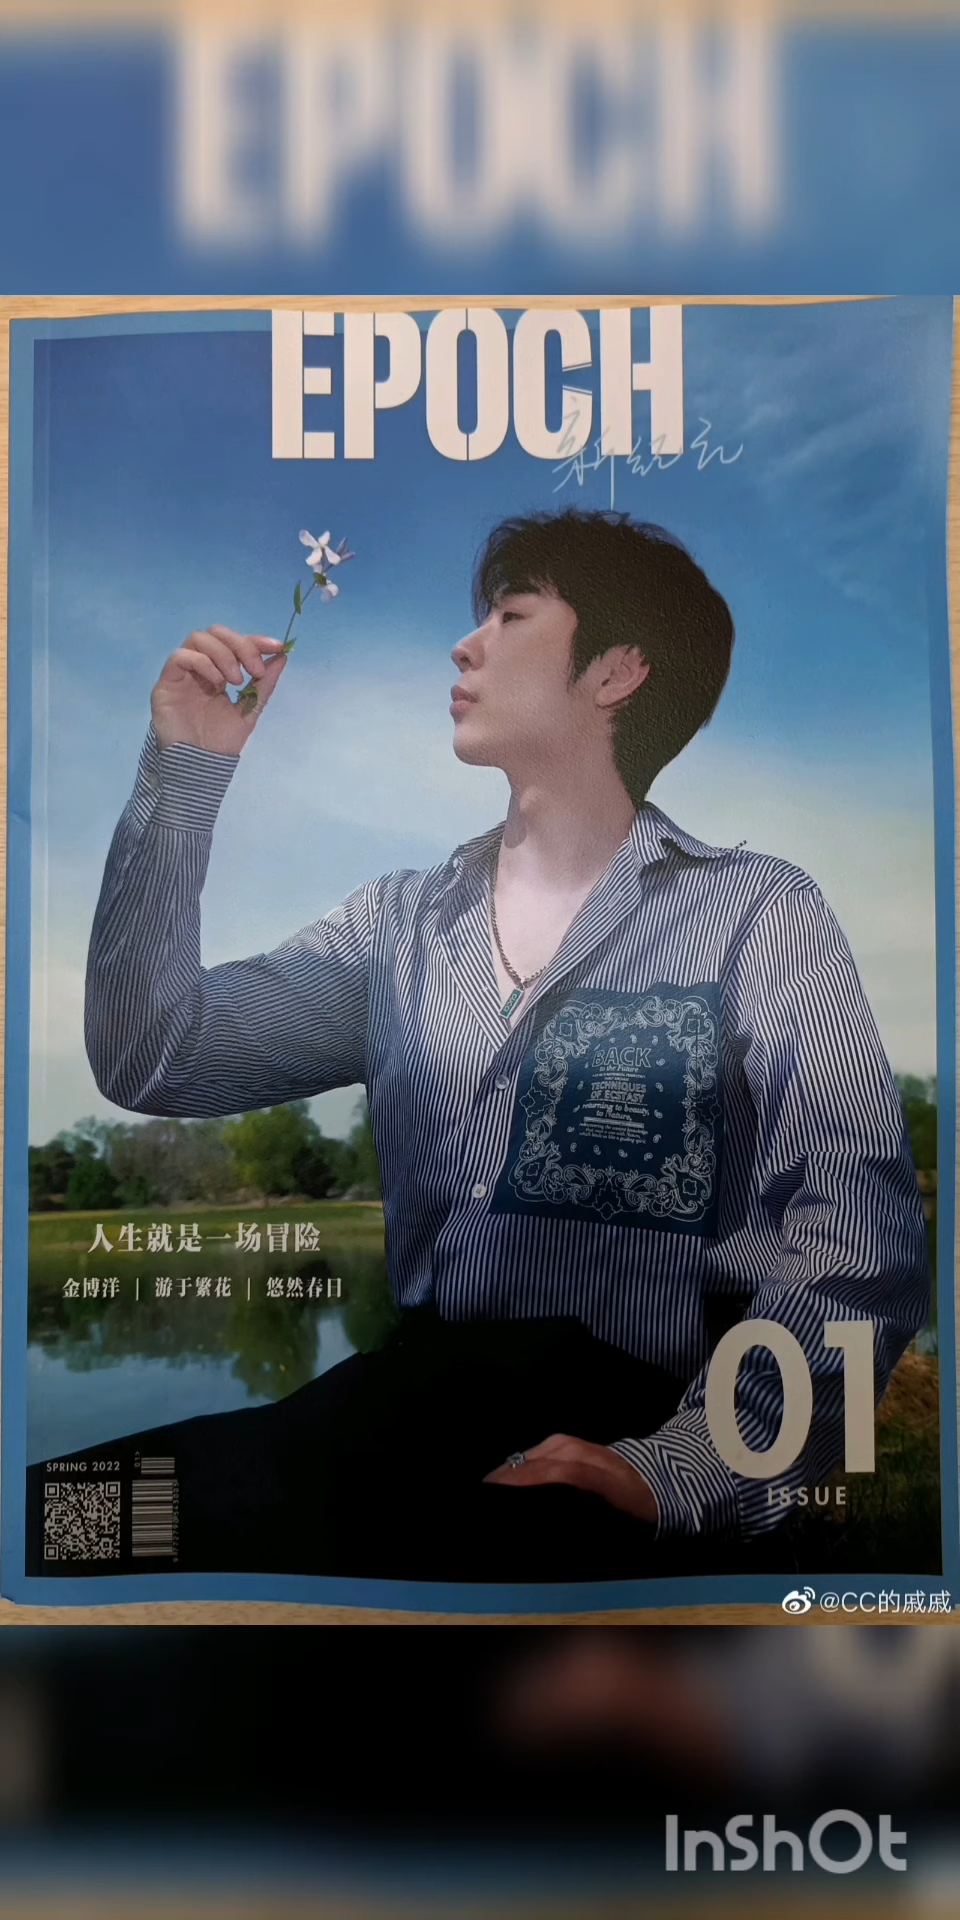 EPOCH
EPOCH
新纪元
BACK
to the Future
TECHNIQUES
OF ECSTASY
returning to beauty,
to Nature,
人生就是一场冒险
金博洋 | 游于繁花 | 悠然春日
01
ISSUE
SPRING 2022
@CC的戚戚
InShOt